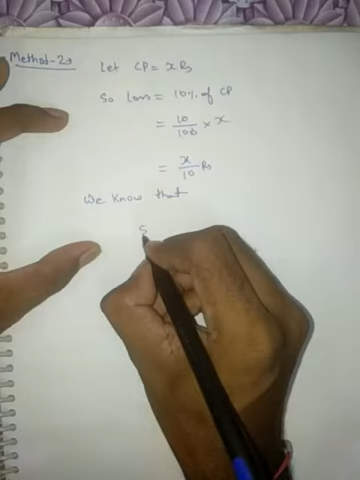 Method-2:
Let CP = x Rs
So Loss = 10% of CP
= 10/100 × x
= x/10 Rs
We know that
S